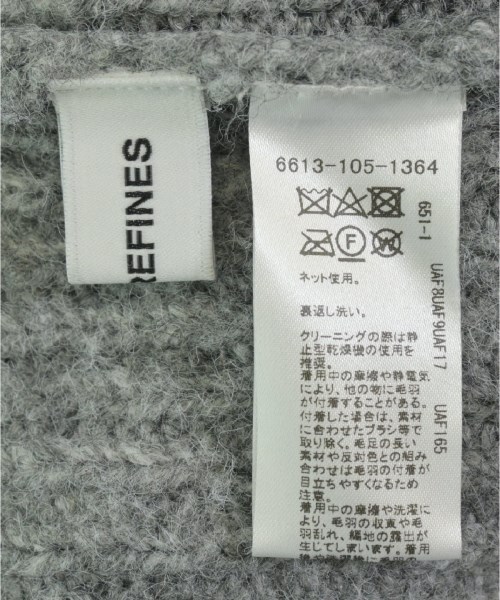 REFINES
6613-105-1364
F
W
ネット使用。
裏返し洗い。
クリーニングの際は静
止型乾燥機の使用を
推奨。
着用中の摩擦や静電気
により、他の物に毛羽
が付着することがある。
付着した場合は、素材
に合わせたブラシ等で
取り除く。毛足の長い
素材や反対色との組み
合わせは毛羽の付着が
目立ちやすくなるため
注意。
着用中の摩擦や洗濯に
より、毛羽の収束や毛
羽乱れ、編地の露出が
生じてしまいます。着用
651-1
UAF8UAF9UAF17
UAF165